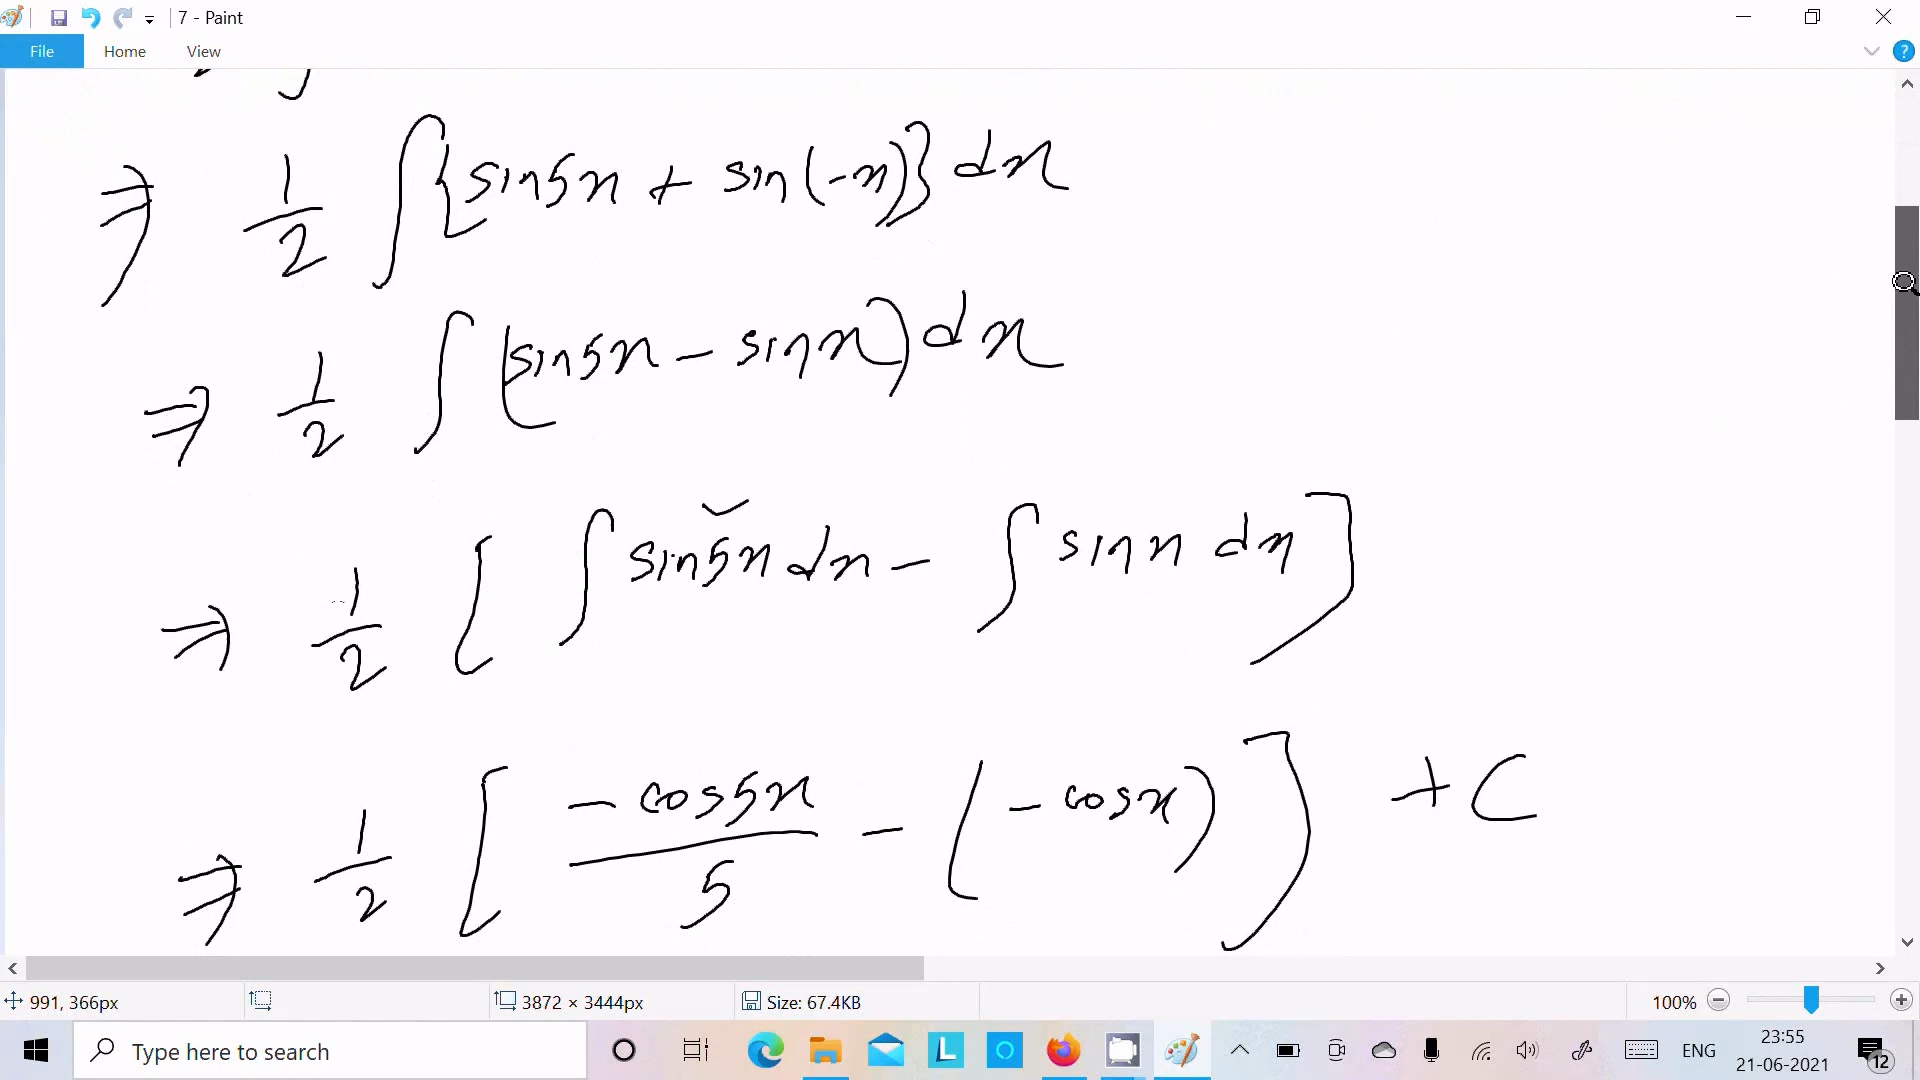 7 - Paint
File Home View
⇒ 1/2 ∫{sin5x + sin(-x)}dx
⇒ 1/2 ∫(sin5x - sinx)dx
⇒ 1/2 [∫sin5x dx - ∫sinx dx]
⇒ 1/2 [-cos5x/5 - (-cosx)] + C
991, 366px 3872 × 3444px Size: 67.4KB 100%
Type here to search ENG 23:55
21-06-2021 12